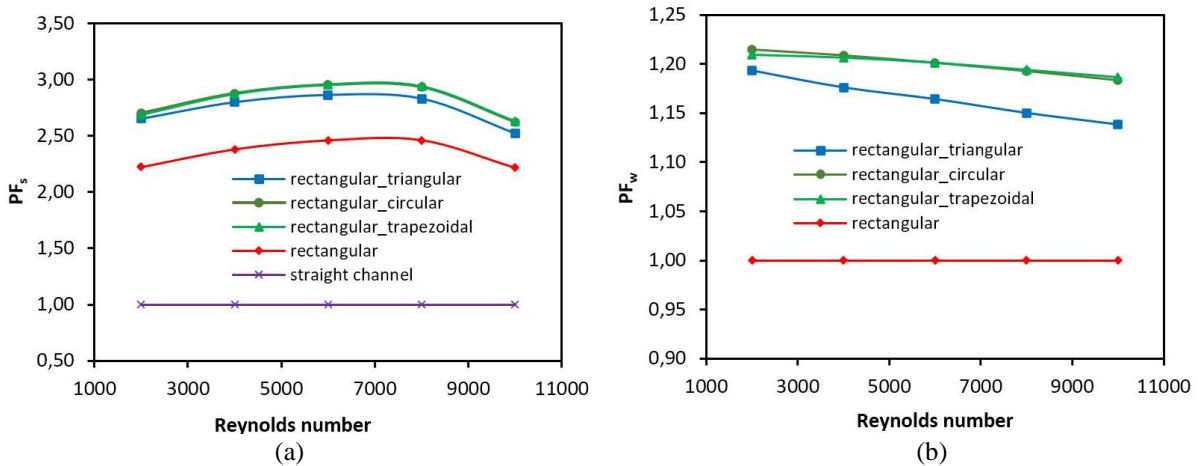 3,50
3,00
2,50
2,00
1,50
1,00
0,50
PFs
rectangular_triangular
rectangular_circular
rectangular_trapezoidal
rectangular
straight channel
1000 3000 5000 7000 9000 11000
Reynolds number
(a)
1,25
1,20
1,15
1,10
1,05
1,00
0,95
0,90
PFw
rectangular_triangular
rectangular_circular
rectangular_trapezoidal
rectangular
1000 3000 5000 7000 9000 11000
Reynolds number
(b)